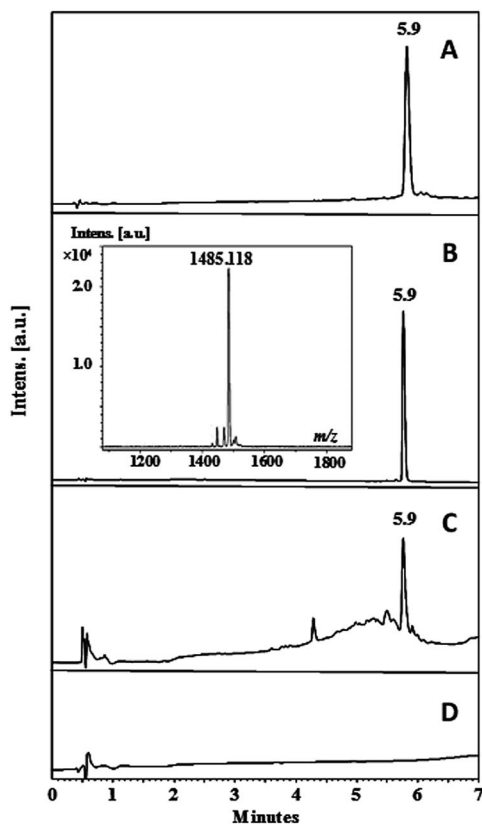 5.9
A
Intens. [a.u.]
×10⁴
1485.118
2.0
1.0
m/z
1200 1400 1600 1800
B
5.9
Intens. [a.u.]
5.9
C
D
0 1 2 3 4 5 6 7
Minutes